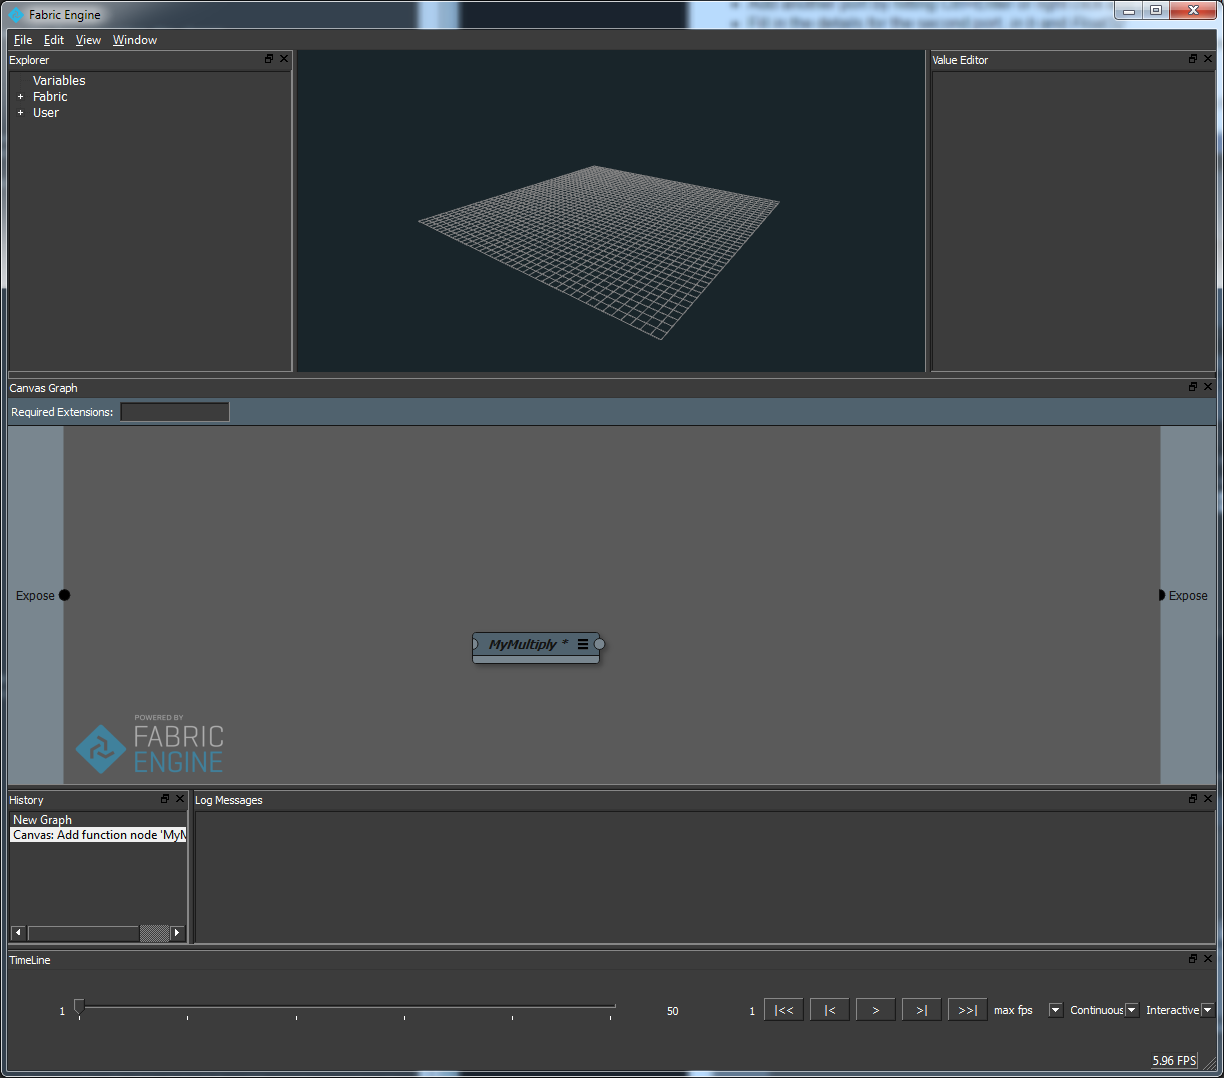 Fabric Engine
File Edit View Window
Explorer
Variables
Fabric
User
Value Editor
Canvas Graph
Required Extensions:
Expose
Expose
MyMultiply *
POWERED BY
FABRIC
ENGINE
History
New Graph
Canvas: Add function node 'MyM
Log Messages
TimeLine
1 50 1 |<< |< > >| >>| max fps Continuous Interactive
5.96 FPS